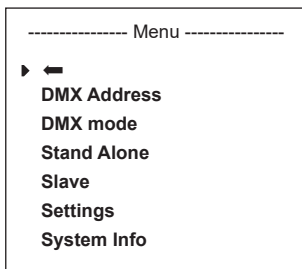 ---------------- Menu ----------------
DMX Address
DMX mode
Stand Alone
Slave
Settings
System Info